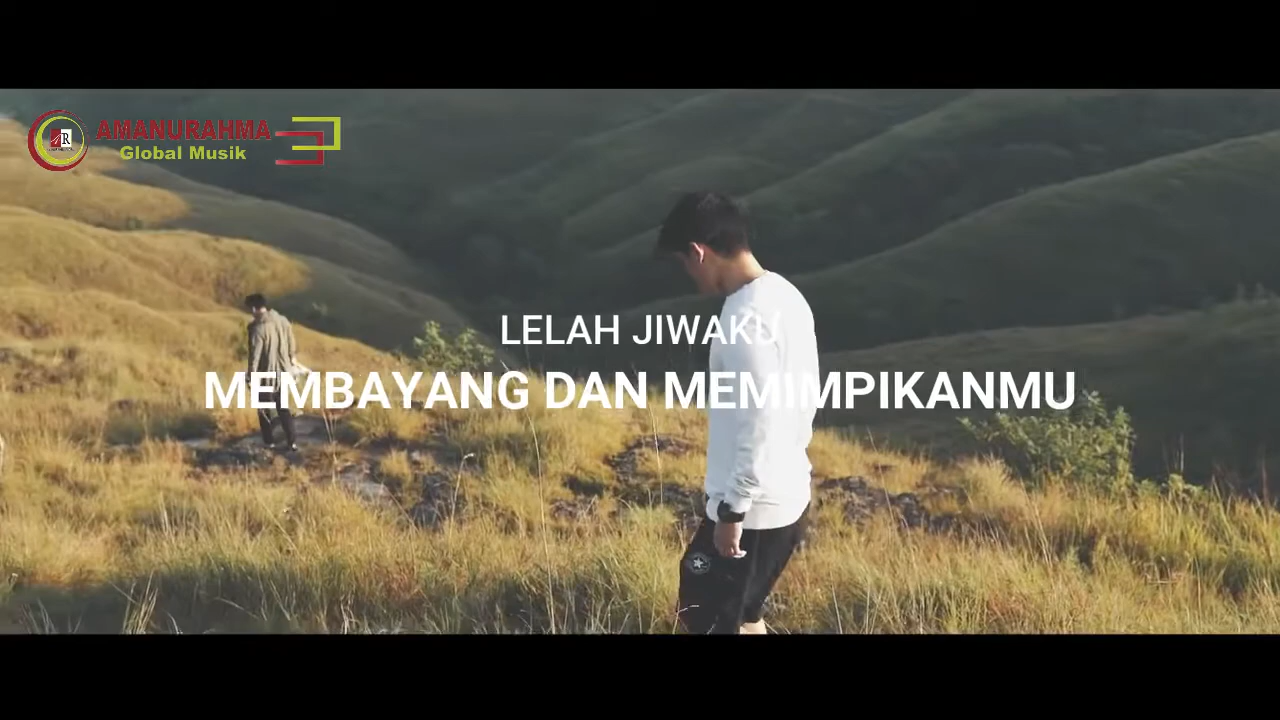 AMANURAHMA
Global Musik
LELAH JIWAKU
MEMBAYANG DAN MEMIMPIKANMU